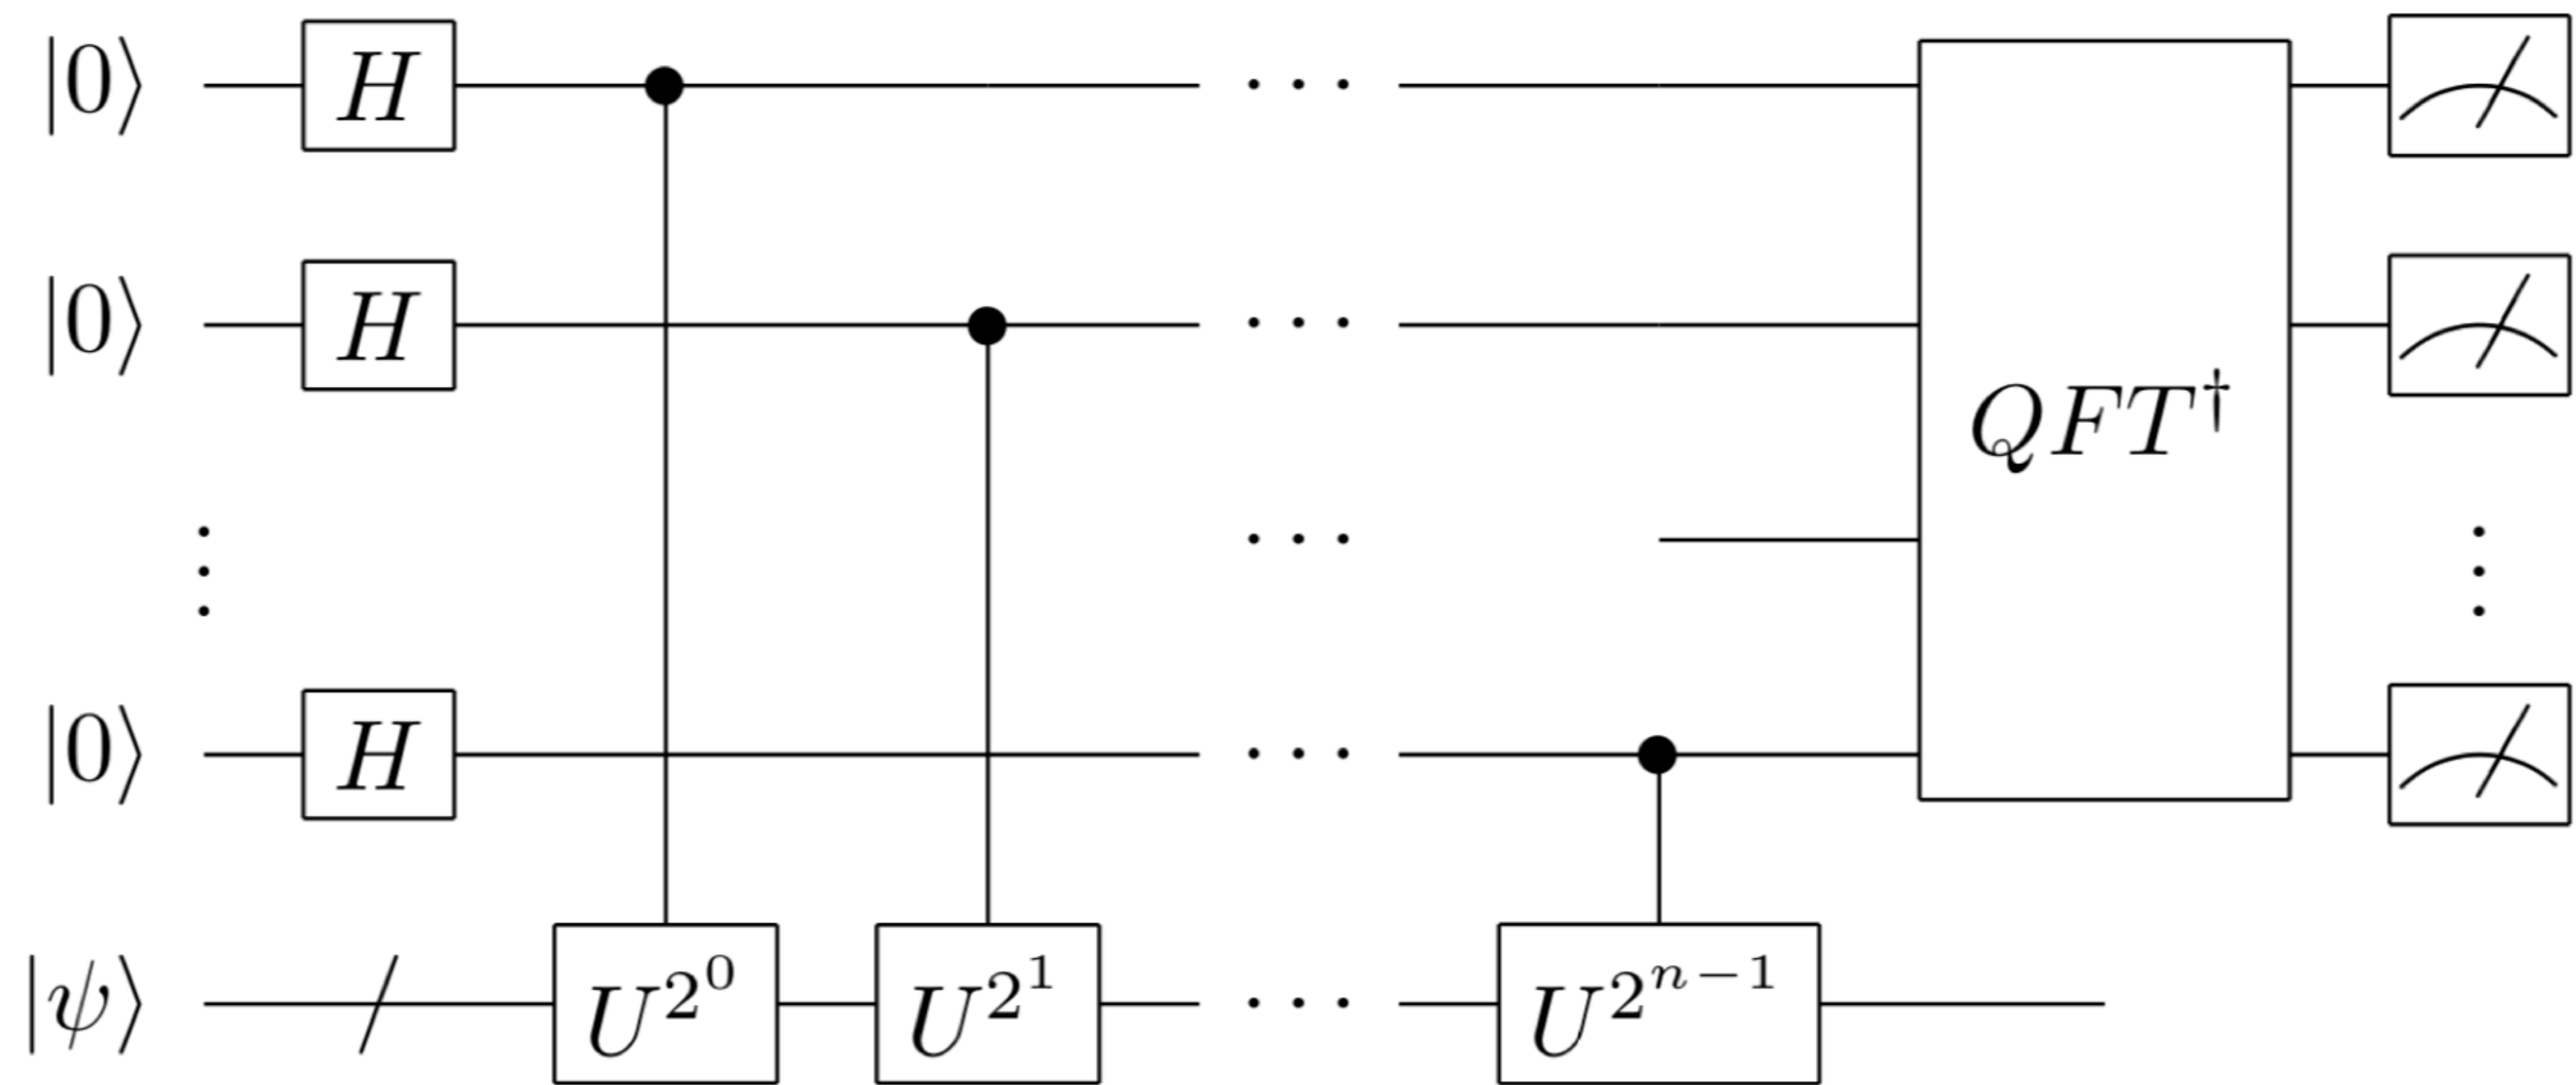 |0⟩ H
|0⟩ H
QFT†
|0⟩ H
|ψ⟩ U^{2^0} U^{2^1} U^{2^{n-1}}